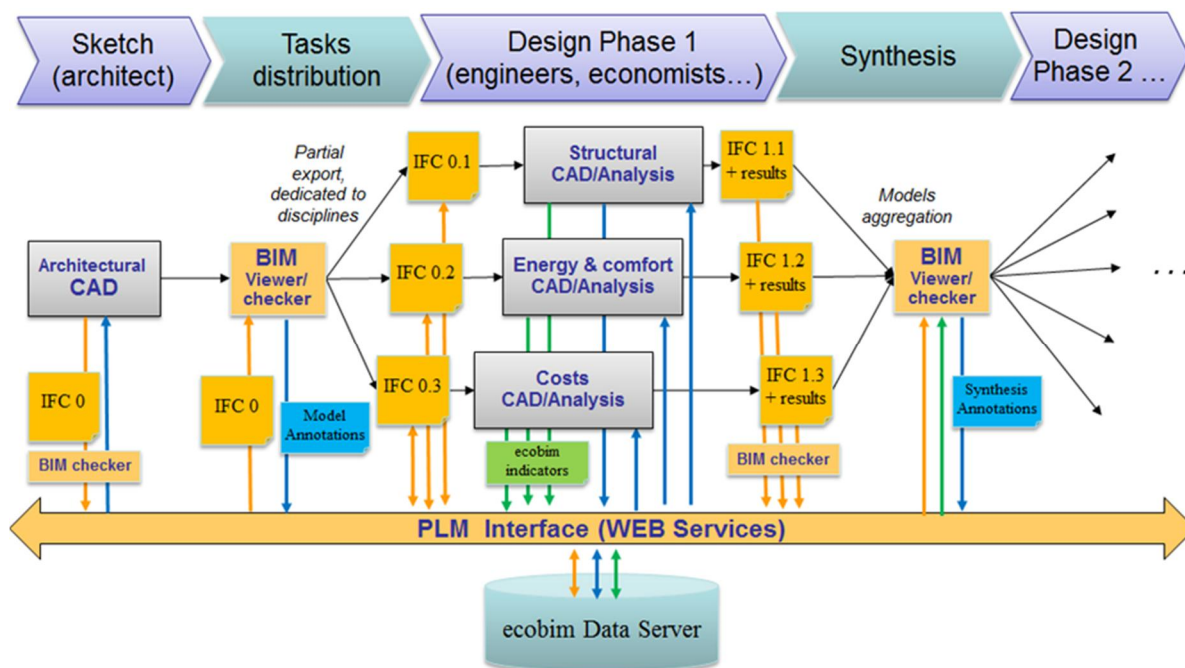 Sketch
(architect)
Tasks
distribution
Design Phase 1
(engineers, economists...)
Synthesis
Design
Phase 2 ...
Partial
export,
dedicated to
disciplines
IFC 0.1
Structural
CAD/Analysis
IFC 1.1
+ results
Models
aggregation
Architectural
CAD
BIM
Viewer/
checker
IFC 0.2
Energy & comfort
CAD/Analysis
IFC 1.2
+ results
BIM
Viewer/
checker
...
IFC 0
IFC 0
Model
Annotations
IFC 0.3
Costs
CAD/Analysis
IFC 1.3
+ results
Synthesis
Annotations
BIM checker
ecobim
indicators
BIM checker
PLM Interface (WEB Services)
ecobim Data Server